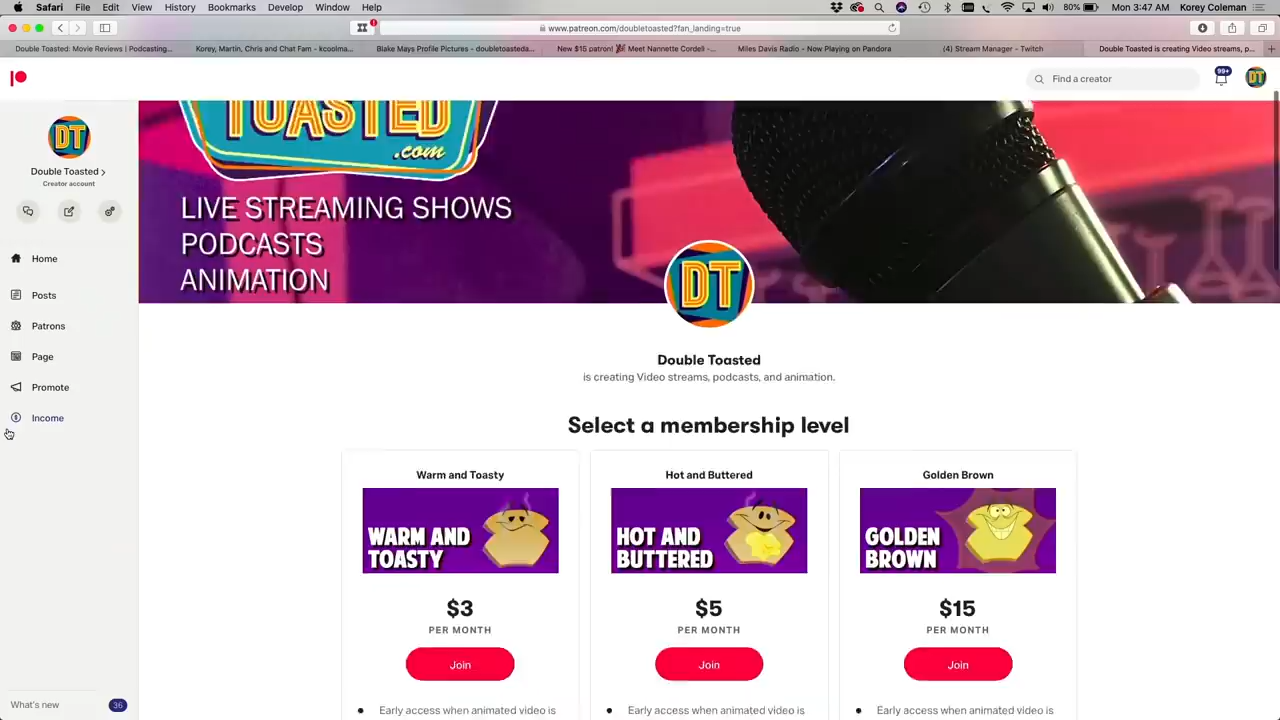 Safari File Edit View History Bookmarks Develop Window Help
80% Mon 3:47 AM Korey Coleman
www.patreon.com/doubletoasted?fan_landing=true
Double Toasted: Movie Reviews | Podcasting...
Korey, Martin, Chris and Chat Fam - kcoolma...
Blake Mays Profile Pictures - doubletoasteda...
New $15 patron! 🎉 Meet Nannette Cordeli -...
Miles Davis Radio - Now Playing on Pandora
(4) Stream Manager - Twitch
Double Toasted is creating Video streams, p...
Find a creator
99+
DT
DT
Double Toasted
Creator account
Home
Posts
Patrons
Page
Promote
Income
What's new 36
TOASTED
.com
LIVE STREAMING SHOWS
PODCASTS
ANIMATION
DT
Double Toasted
is creating Video streams, podcasts, and animation.
Select a membership level
Warm and Toasty
WARM AND
TOASTY
$3
PER MONTH
Join
Early access when animated video is
Hot and Buttered
HOT AND
BUTTERED
$5
PER MONTH
Join
Early access when animated video is
Golden Brown
GOLDEN
BROWN
$15
PER MONTH
Join
Early access when animated video is